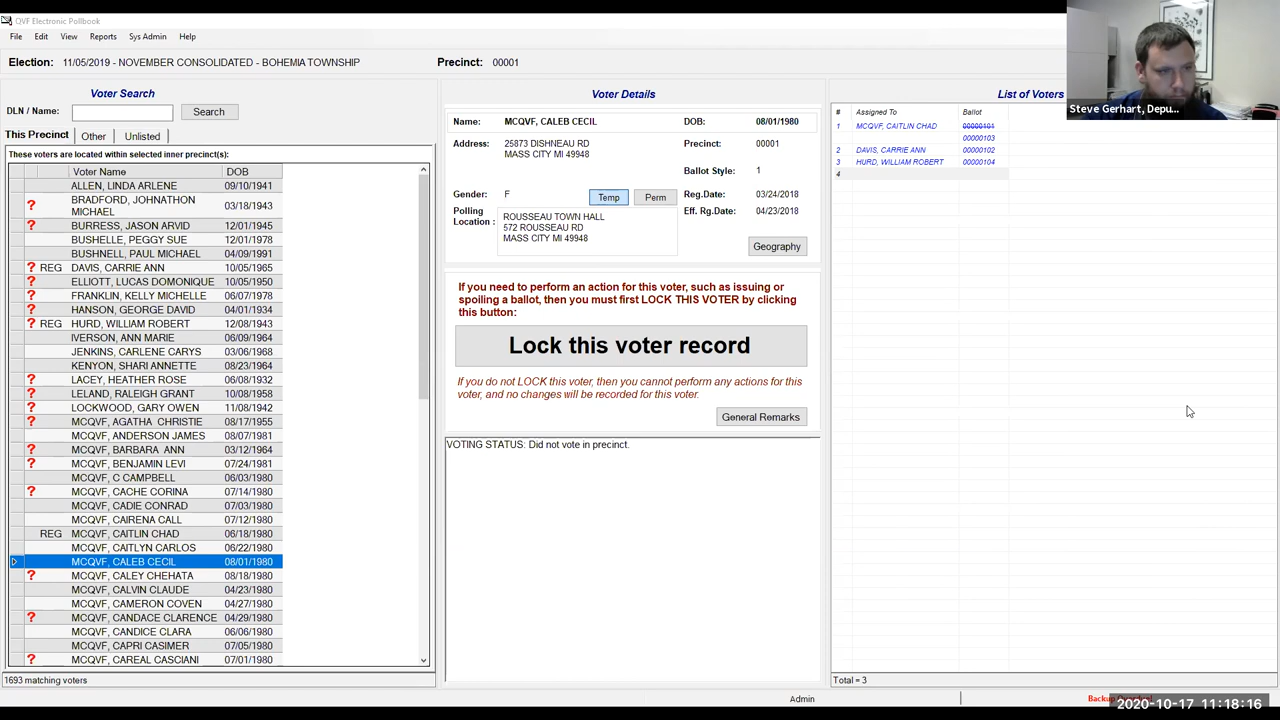 QVF Electronic Pollbook
File Edit View Reports Sys Admin Help
Election: 11/05/2019 - NOVEMBER CONSOLIDATED - BOHEMIA TOWNSHIP Precinct: 00001
Voter Search
DLN / Name: Search
This Precinct Other Unlisted
These voters are located within selected inner precinct(s):
Voter Name DOB
ALLEN, LINDA ARLENE 09/10/1941
? BRADFORD, JOHNATHON 03/18/1943
MICHAEL
? BURRESS, JASON ARVID 12/01/1945
BUSHELLE, PEGGY SUE 12/01/1978
BUSHNELL, PAUL MICHAEL 04/09/1991
? REG DAVIS, CARRIE ANN 10/05/1965
? ELLIOTT, LUCAS DOMONIQUE 10/05/1950
? FRANKLIN, KELLY MICHELLE 06/07/1978
? HANSON, GEORGE DAVID 04/01/1934
? REG HURD, WILLIAM ROBERT 12/08/1943
IVERSON, ANN MARIE 06/09/1964
JENKINS, CARLENE CARYS 03/06/1968
KENYON, SHARI ANNETTE 08/23/1964
? LACEY, HEATHER ROSE 06/08/1932
? LELAND, RALEIGH GRANT 10/08/1958
? LOCKWOOD, GARY OWEN 11/08/1942
? MCQVF, AGATHA CHRISTIE 08/17/1955
MCQVF, ANDERSON JAMES 08/07/1981
? MCQVF, BARBARA ANN 03/12/1964
? MCQVF, BENJAMIN LEVI 07/24/1981
MCQVF, C CAMPBELL 06/03/1980
? MCQVF, CACHE CORINA 07/14/1980
MCQVF, CADIE CONRAD 07/03/1980
MCQVF, CAIRENA CALL 07/12/1980
REG MCQVF, CAITLIN CHAD 06/18/1980
MCQVF, CAITLYN CARLOS 06/22/1980
MCQVF, CALEB CECIL 08/01/1980
? MCQVF, CALEY CHEHATA 08/18/1980
MCQVF, CALVIN CLAUDE 04/23/1980
MCQVF, CAMERON COVEN 04/27/1980
? MCQVF, CANDACE CLARENCE 04/29/1980
MCQVF, CANDICE CLARA 06/06/1980
MCQVF, CAPRI CASIMER 07/05/1980
? MCQVF, CAREAL CASCIANI 07/01/1980
1693 matching voters
Voter Details
Name: MCQVF, CALEB CECIL DOB: 08/01/1980
Address: 25873 DISHNEAU RD Precinct: 00001
MASS CITY MI 49948
Ballot Style: 1
Gender: F Temp Perm Reg.Date: 03/24/2018
Polling Location: ROUSSEAU TOWN HALL Eff. Rg.Date: 04/23/2018
572 ROUSSEAU RD
MASS CITY MI 49948
Geography
If you need to perform an action for this voter, such as issuing or
spoiling a ballot, then you must first LOCK THIS VOTER by clicking
this button:
Lock this voter record
If you do not LOCK this voter, then you cannot perform any actions for this
voter, and no changes will be recorded for this voter.
General Remarks
VOTING STATUS: Did not vote in precinct.
Admin
List of Voters
# Assigned To Ballot
1 MCQVF, CAITLIN CHAD 00000101
00000103
2 DAVIS, CARRIE ANN 00000102
3 HURD, WILLIAM ROBERT 00000104
4
Total = 3
Steve Gerhart, Depu...
2020-10-17 11:18:16